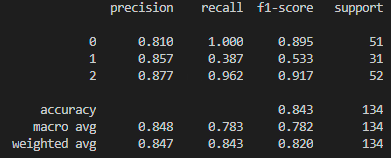 precision recall f1-score support
0 0.810 1.000 0.895 51
1 0.857 0.387 0.533 31
2 0.877 0.962 0.917 52
accuracy 0.843 134
macro avg 0.848 0.783 0.782 134
weighted avg 0.847 0.843 0.820 134